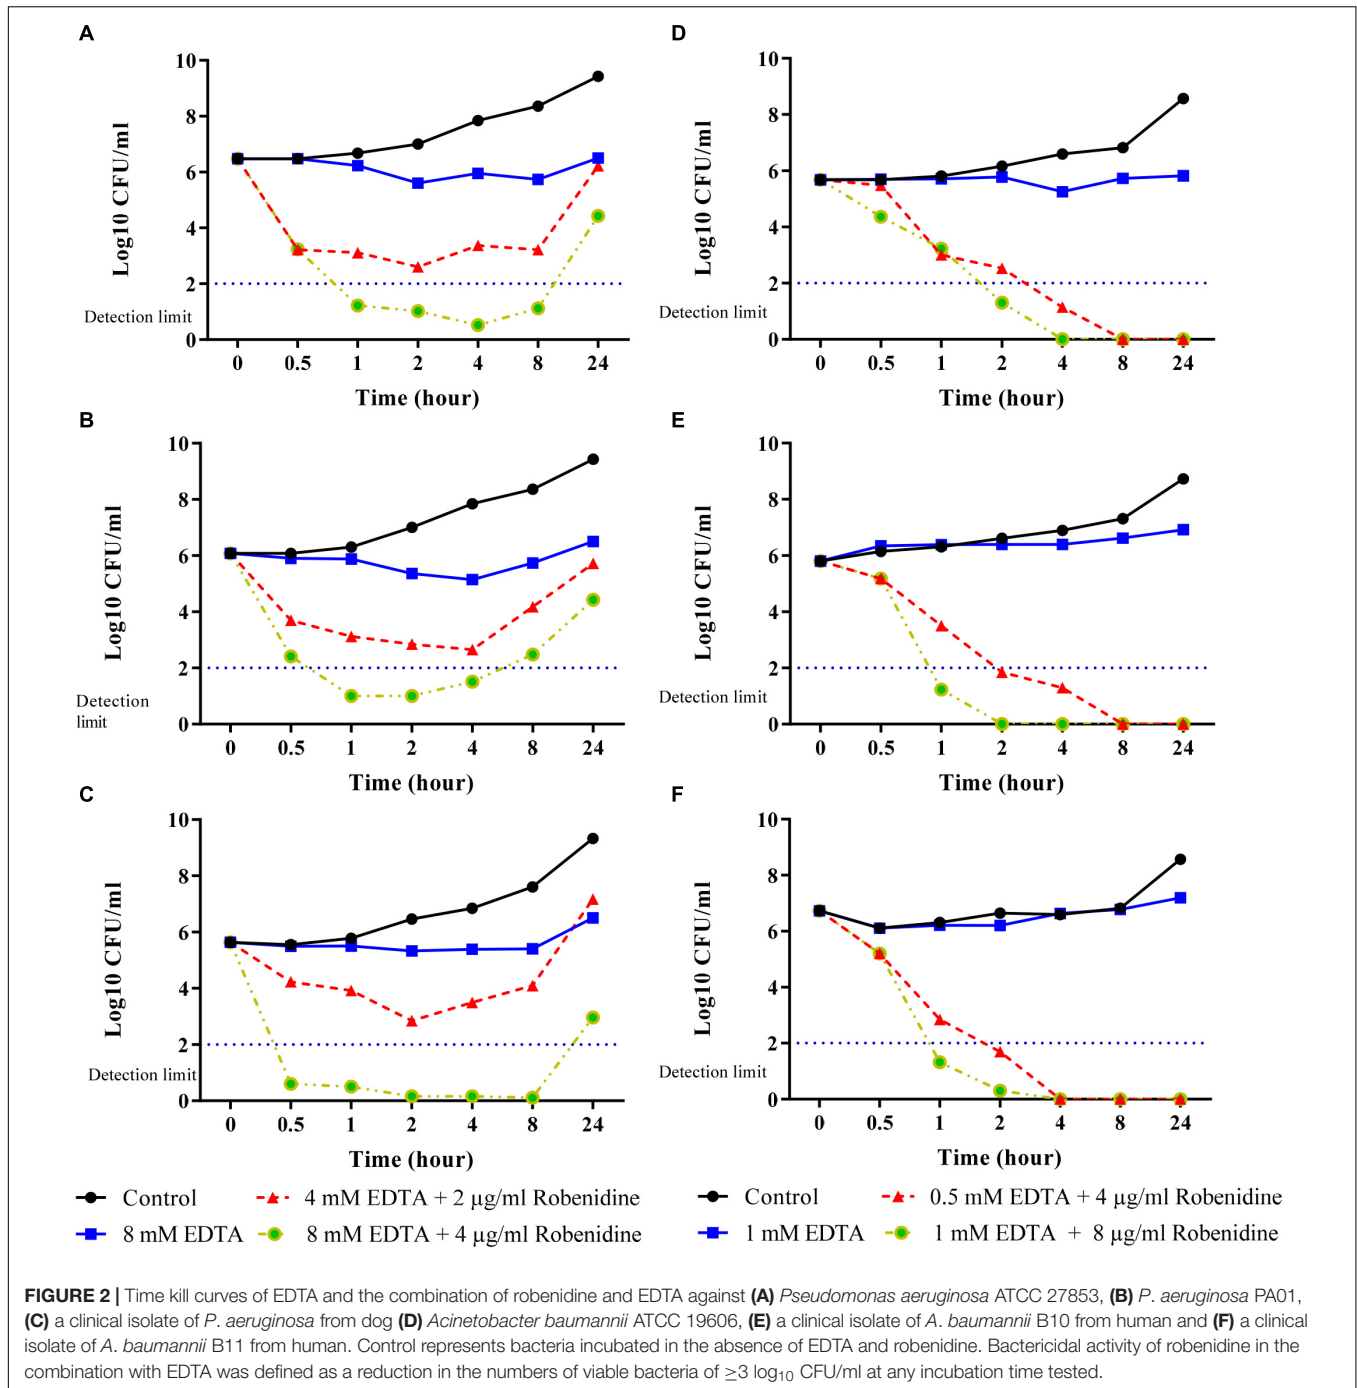 A
Log10 CFU/ml
10
8
6
4
2
0
Detection limit
0 0.5 1 2 4 8 24
Time (hour)
D
Log10 CFU/ml
10
8
6
4
2
0
Detection limit
0 0.5 1 2 4 8 24
Time (hour)
B
Log10 CFU/ml
10
8
6
4
2
0
Detection
limit
0 0.5 1 2 4 8 24
Time (hour)
E
Log10 CFU/ml
10
8
6
4
2
0
Detection limit
0 0.5 1 2 4 8 24
Time (hour)
C
Log10 CFU/ml
10
8
6
4
2
0
Detection limit
0 0.5 1 2 4 8 24
Time (hour)
F
Log10 CFU/ml
10
8
6
4
2
0
Detection limit
0 0.5 1 2 4 8 24
Time (hour)
Control 4 mM EDTA + 2 µg/ml Robenidine
8 mM EDTA 8 mM EDTA + 4 µg/ml Robenidine
Control 0.5 mM EDTA + 4 µg/ml Robenidine
1 mM EDTA 1 mM EDTA + 8 µg/ml Robenidine
FIGURE 2 | Time kill curves of EDTA and the combination of robenidine and EDTA against (A) Pseudomonas aeruginosa ATCC 27853, (B) P. aeruginosa PA01,
(C) a clinical isolate of P. aeruginosa from dog (D) Acinetobacter baumannii ATCC 19606, (E) a clinical isolate of A. baumannii B10 from human and (F) a clinical
isolate of A. baumannii B11 from human. Control represents bacteria incubated in the absence of EDTA and robenidine. Bactericidal activity of robenidine in the
combination with EDTA was defined as a reduction in the numbers of viable bacteria of ≥3 log10 CFU/ml at any incubation time tested.